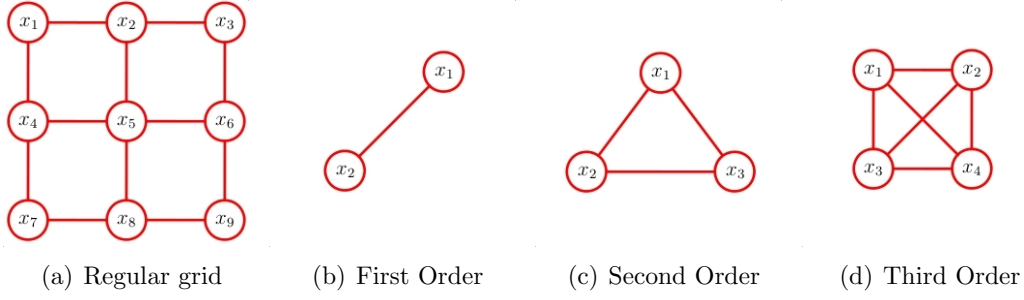 x₁ x₂ x₃
x₄ x₅ x₆
x₇ x₈ x₉
x₁
x₂
x₁
x₂ x₃
x₁ x₂
x₃ x₄
(a) Regular grid
(b) First Order
(c) Second Order
(d) Third Order